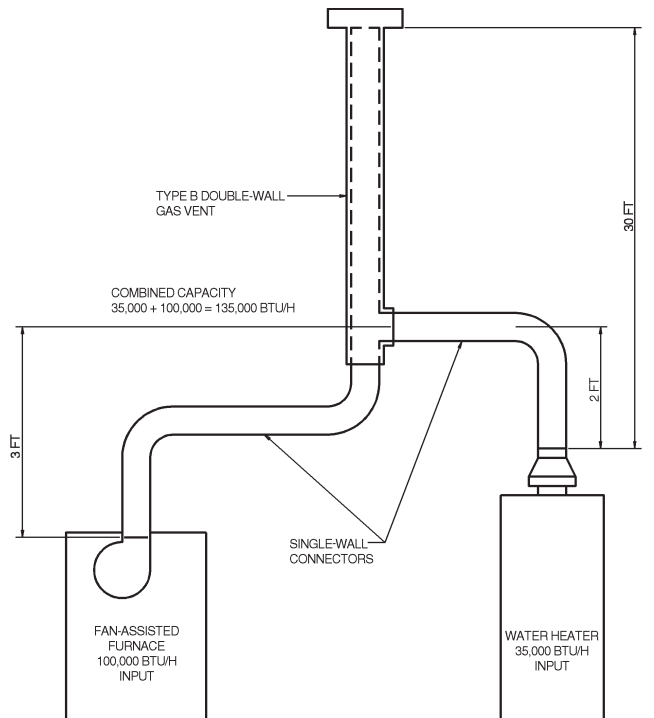 TYPE B DOUBLE-WALL
GAS VENT
30 FT
COMBINED CAPACITY
35,000 + 100,000 = 135,000 BTU/H
2 FT
3 FT
SINGLE-WALL
CONNECTORS
FAN-ASSISTED
FURNACE
100,000 BTU/H
INPUT
WATER HEATER
35,000 BTU/H
INPUT